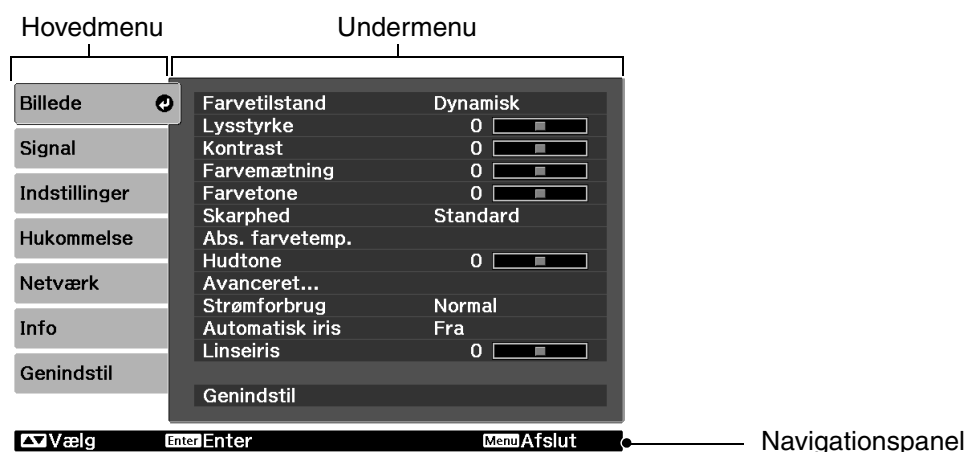 Hovedmenu
Undermenu
Billede
Signal
Indstillinger
Hukommelse
Netværk
Info
Genindstil
Farvetilstand Dynamisk
Lysstyrke 0
Kontrast 0
Farvemætning 0
Farvetone 0
Skarphed Standard
Abs. farvetemp.
Hudtone 0
Avanceret...
Strømforbrug Normal
Automatisk iris Fra
Linseiris 0
Genindstil
Vælg Enter Enter Menu Afslut
Navigationspanel